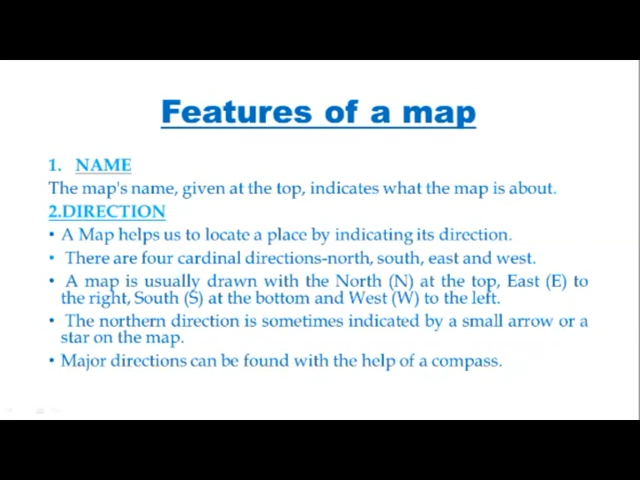 Features of a map
1. NAME
The map's name, given at the top, indicates what the map is about.
2.DIRECTION
• A Map helps us to locate a place by indicating its direction.
• There are four cardinal directions-north, south, east and west.
• A map is usually drawn with the North (N) at the top, East (E) to
the right, South (S) at the bottom and West (W) to the left.
• The northern direction is sometimes indicated by a small arrow or a
star on the map.
• Major directions can be found with the help of a compass.